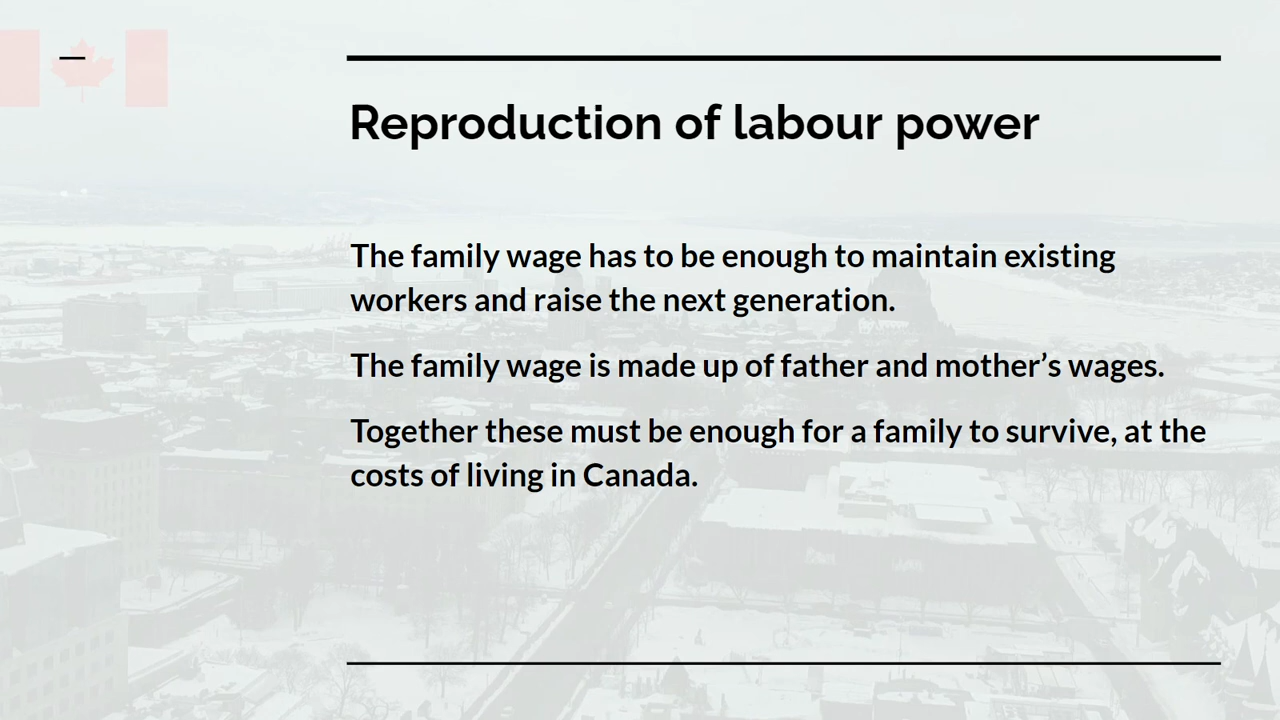 Reproduction of labour power
The family wage has to be enough to maintain existing
workers and raise the next generation.
The family wage is made up of father and mother’s wages.
Together these must be enough for a family to survive, at the
costs of living in Canada.